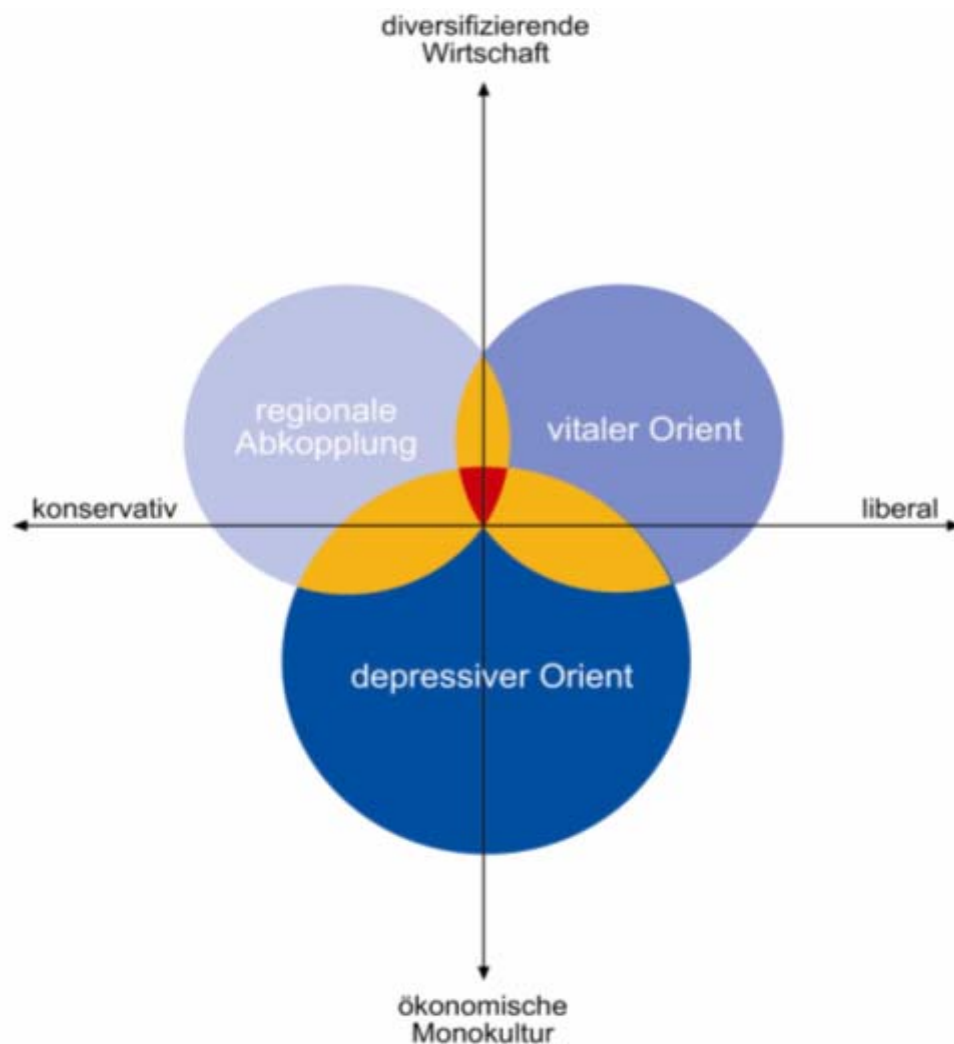 diversifizierende
Wirtschaft
regionale
Abkopplung
vitaler Orient
konservativ
liberal
depressiver Orient
ökonomische
Monokultur